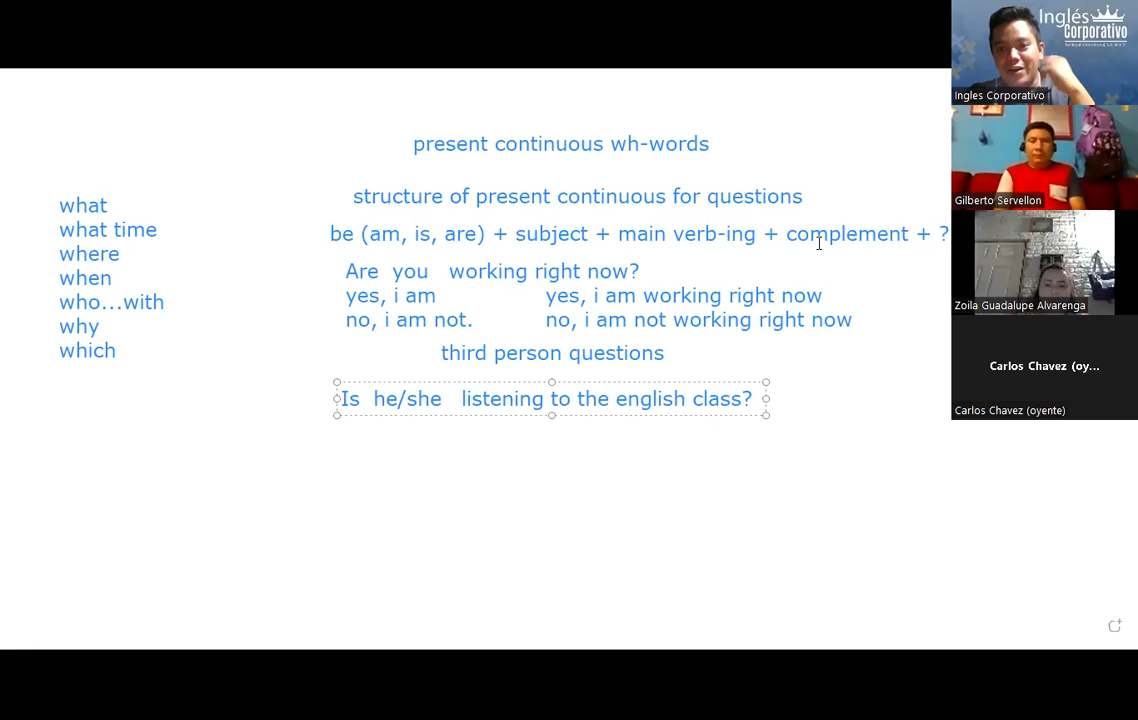 present continuous wh-words
structure of present continuous for questions
be (am, is, are) + subject + main verb-ing + complement + ?
Are you working right now?
yes, i am yes, i am working right now
no, i am not. no, i am not working right now
third person questions
Is he/she listening to the english class?
what
what time
where
when
who...with
why
which
Inglés
Corporativo
Ingles Corporativo
Gilberto Servellon
Zoila Guadalupe Alvarenga
Carlos Chavez (oy...
Carlos Chavez (oyente)